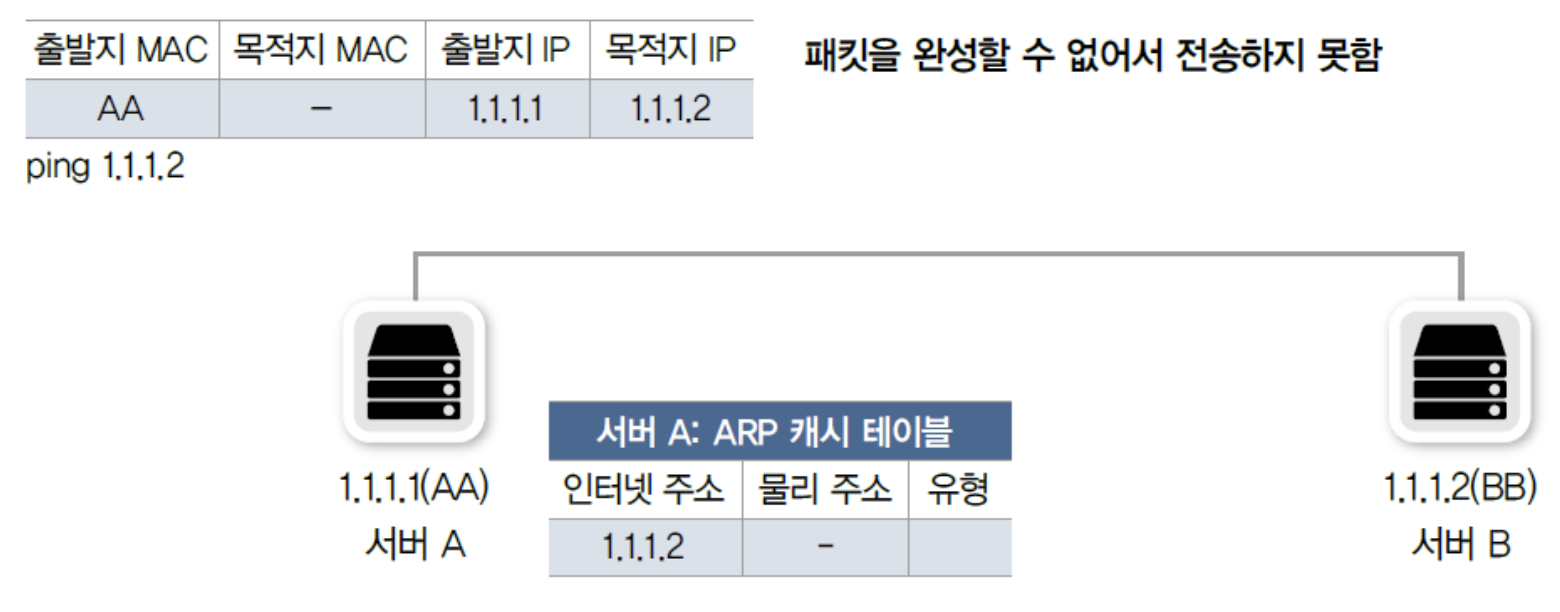 출발지 MAC 목적지 MAC 출발지 IP 목적지 IP
패킷을 완성할 수 없어서 전송하지 못함
AA – 1.1.1.1 1.1.1.2
ping 1.1.1.2
서버 A: ARP 캐시 테이블
인터넷 주소 물리 주소 유형
1.1.1.2 -
1.1.1.1(AA)
서버 A
1.1.1.2(BB)
서버 B